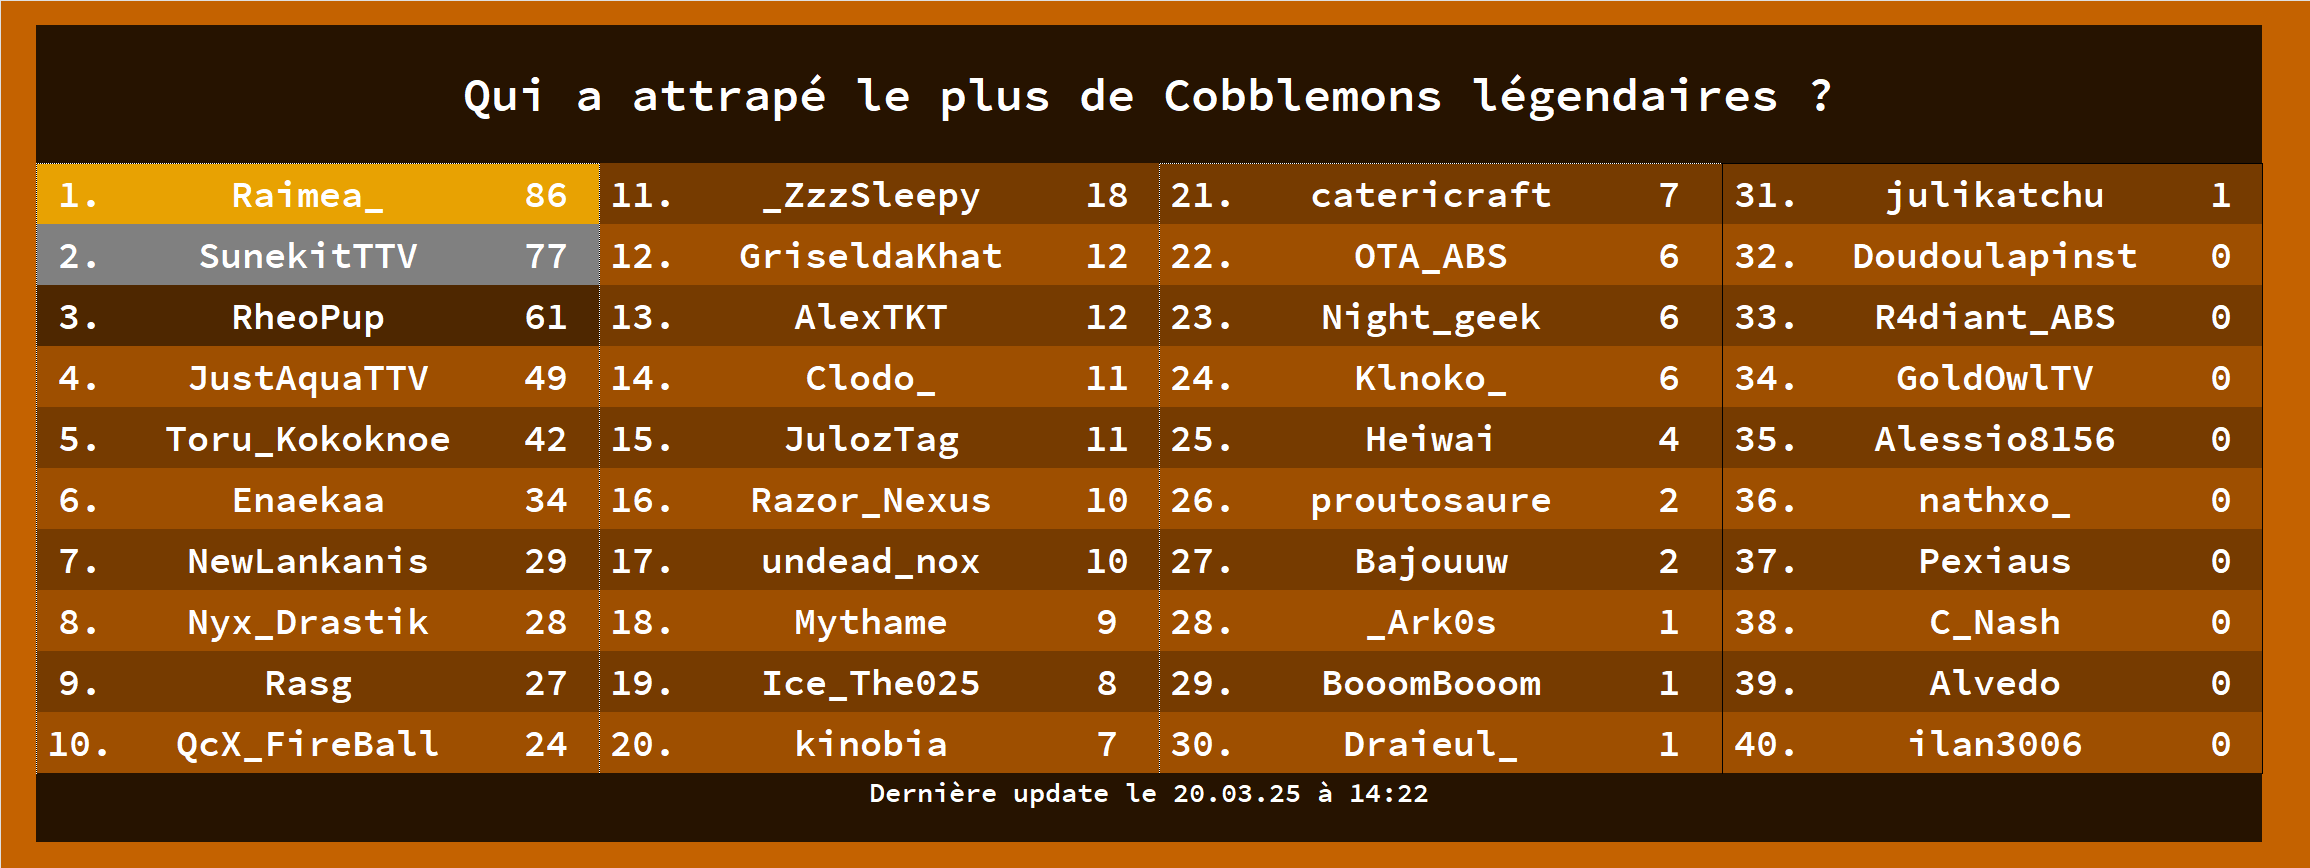 Qui a attrapé le plus de Cobblemons légendaires ?
1. Raimea_ 86
2. SunekitTTV 77
3. RheoPup 61
4. JustAquaTTV 49
5. Toru_Kokoknoe 42
6. Enaekaa 34
7. NewLankanis 29
8. Nyx_Drastik 28
9. Rasg 27
10. QcX_FireBall 24
11. _ZzzSleepy 18
12. GriseldaKhat 12
13. AlexTKT 12
14. Clodo_ 11
15. JulozTag 11
16. Razor_Nexus 10
17. undead_nox 10
18. Mythame 9
19. Ice_The025 8
20. kinobia 7
21. catericraft 7
22. OTA_ABS 6
23. Night_geek 6
24. Klnoko_ 6
25. Heiwai 4
26. proutosaure 2
27. Bajouuw 2
28. _Ark0s 1
29. BooomBooom 1
30. Draieul_ 1
31. julikatchu 1
32. Doudoulapinst 0
33. R4diant_ABS 0
34. GoldOwlTV 0
35. Alessio8156 0
36. nathxo_ 0
37. Pexiaus 0
38. C_Nash 0
39. Alvedo 0
40. ilan3006 0
Dernière update le 20.03.25 à 14:22